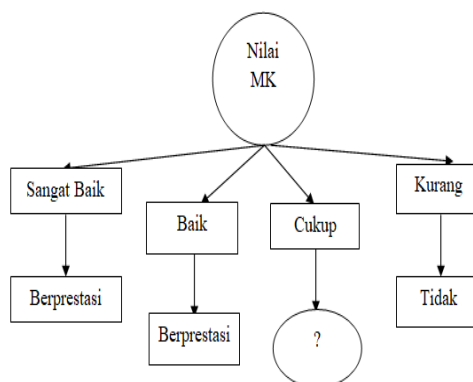 Nilai
MK
Sangat Baik
Baik
Cukup
Kurang
Berprestasi
Berprestasi
?
Tidak